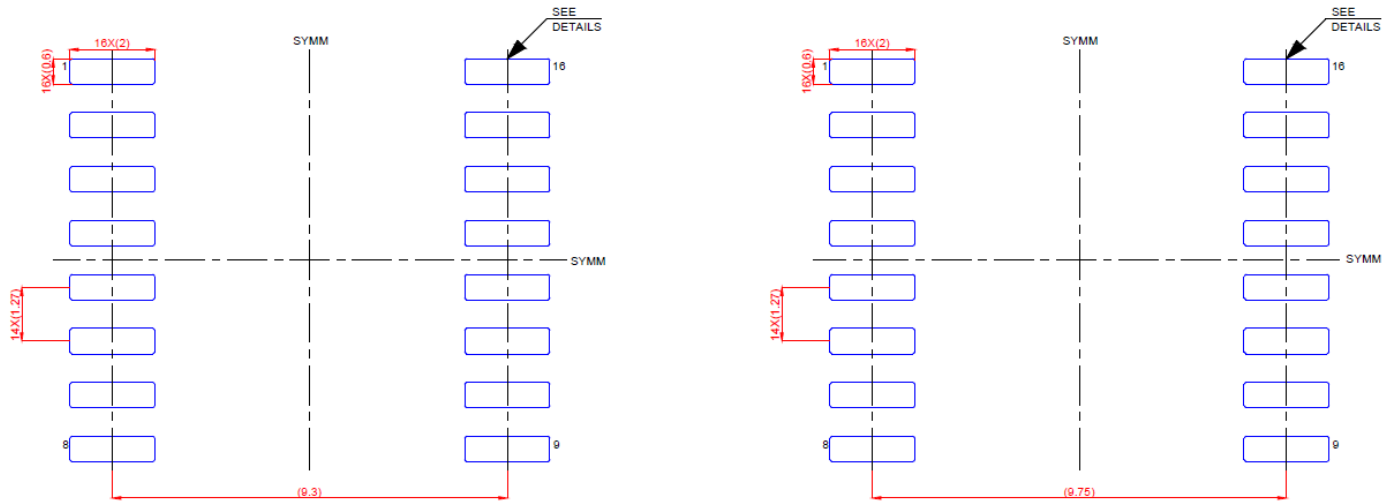 SEE
DETAILS
16X(2)
SYMM
16X(0.6)
1
16
SYMM
14X(1.27)
8
9
(9.3)
SEE
DETAILS
16X(2)
SYMM
16X(0.6)
1
16
SYMM
14X(1.27)
8
9
(9.75)